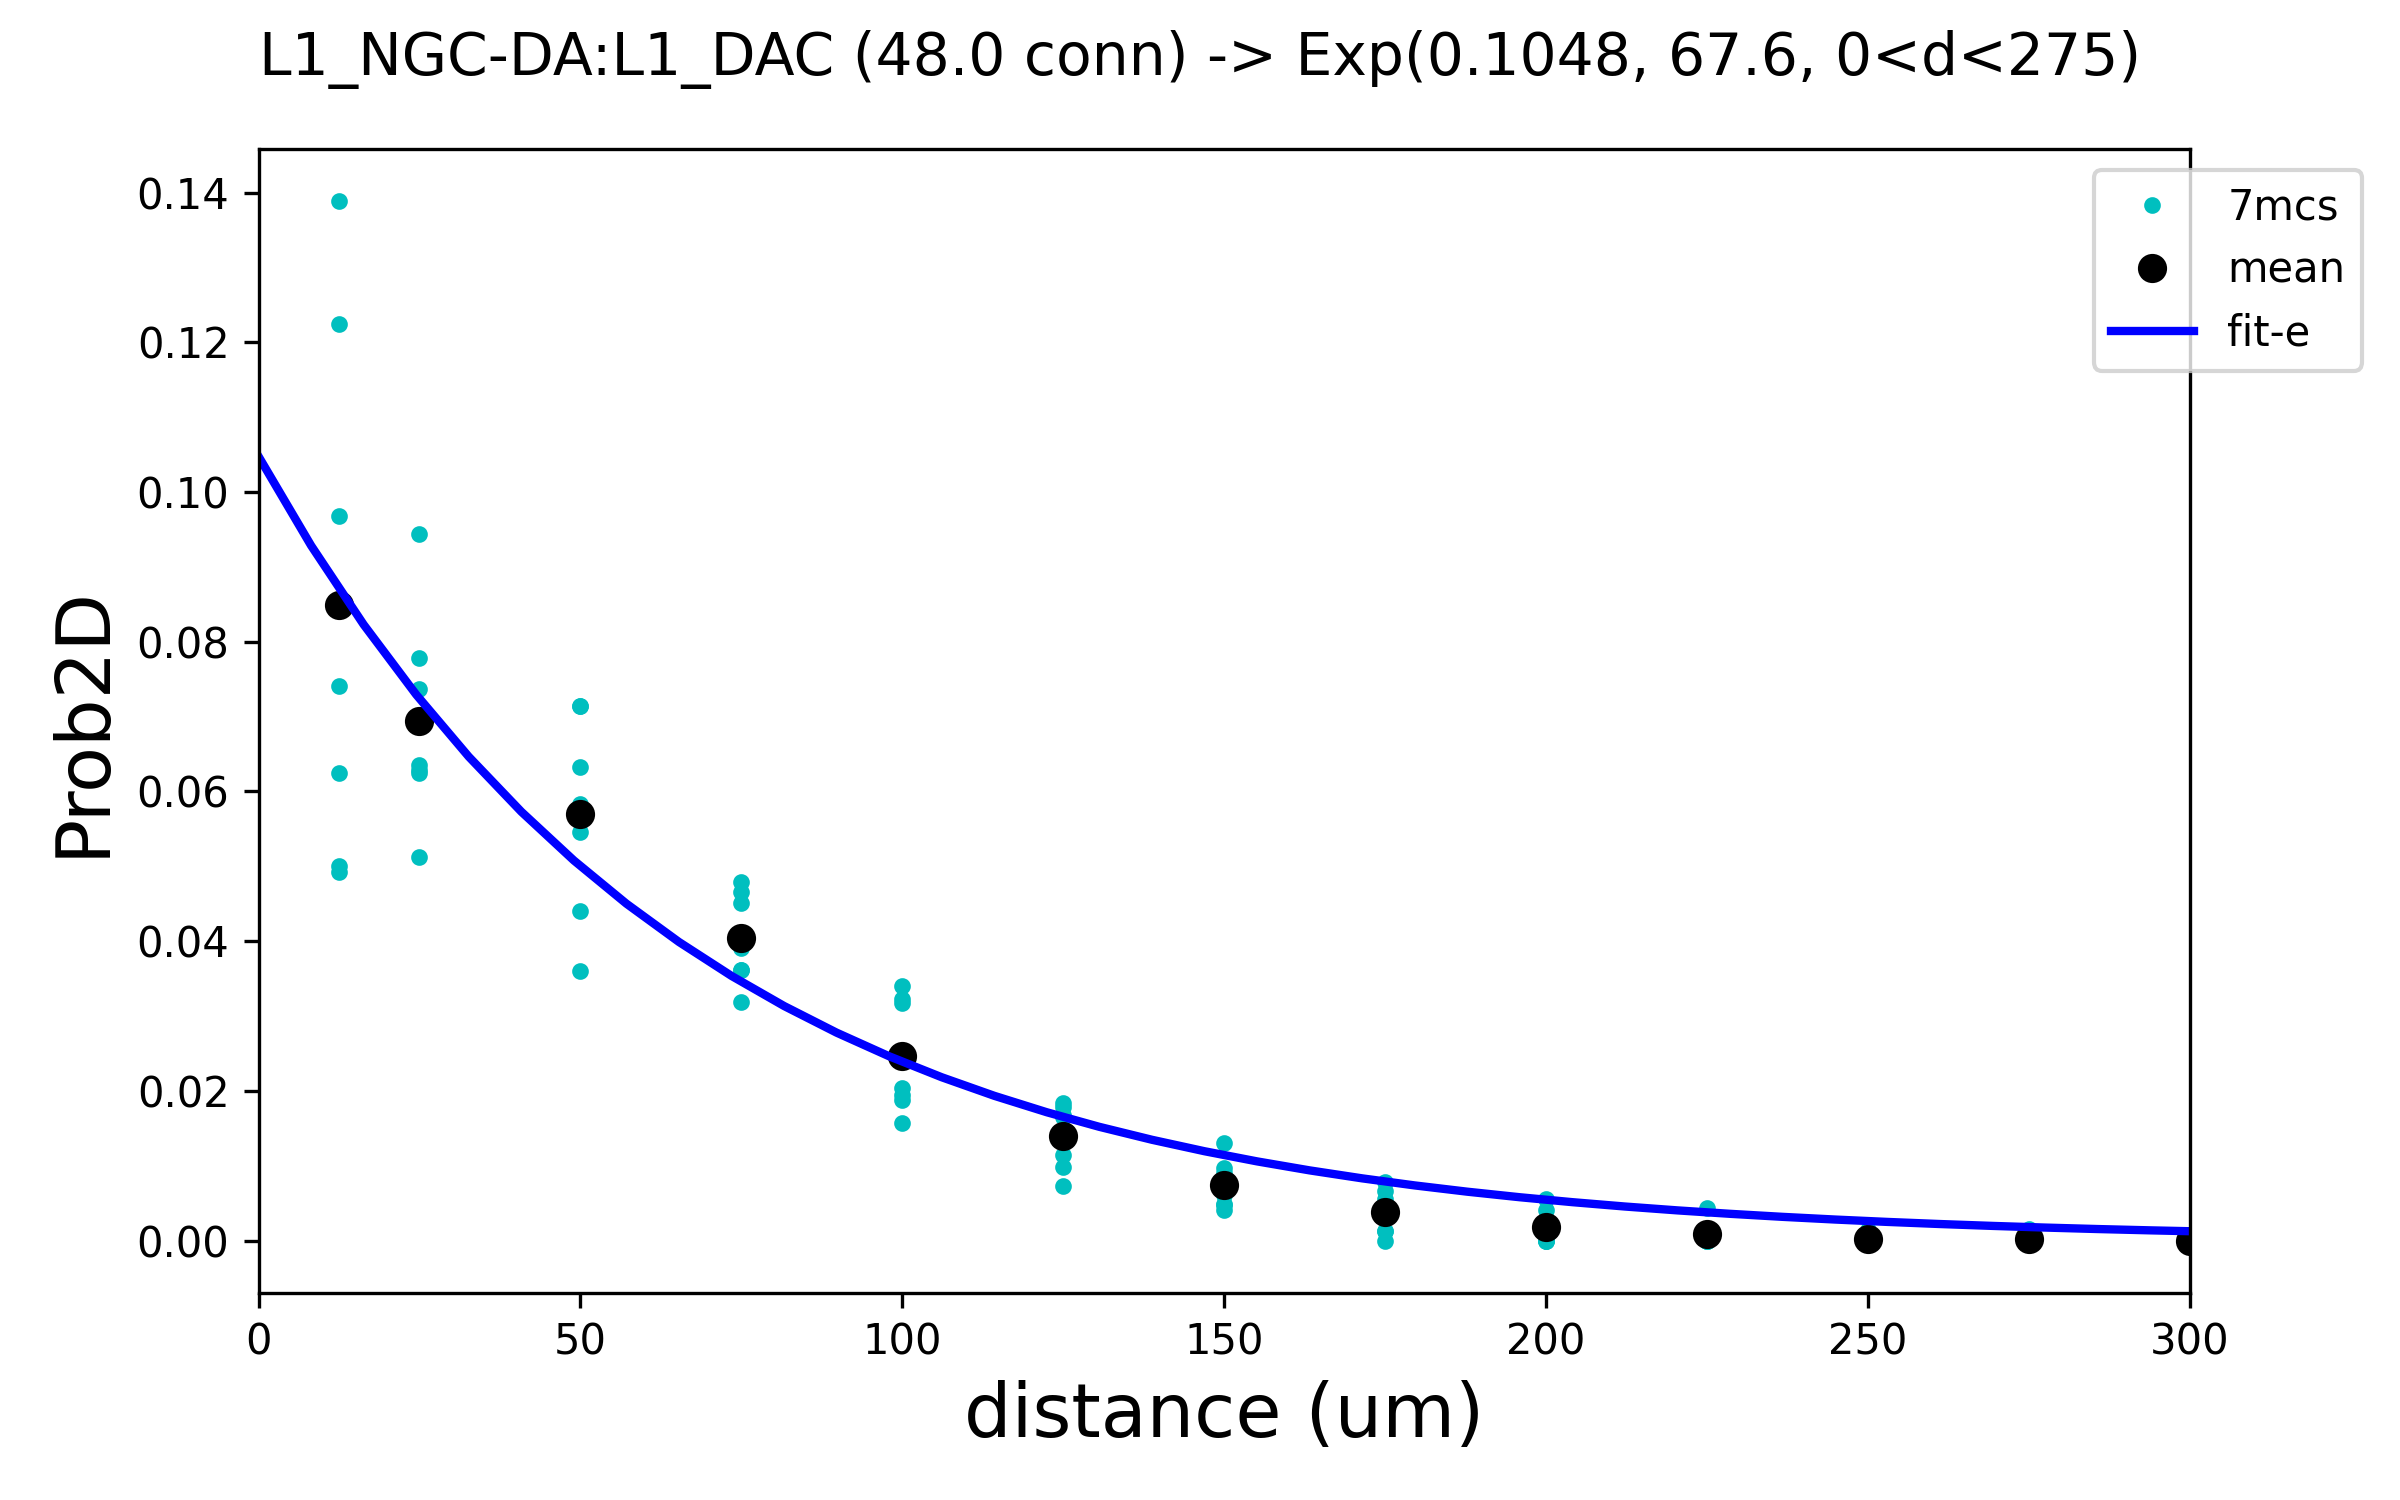 L1_NGC-DA:L1_DAC (48.0 conn) -> Exp(0.1048, 67.6, 0<d<275)
7mcs
mean
fit-e
Prob2D
0.14
0.12
0.10
0.08
0.06
0.04
0.02
0.00
0 50 100 150 200 250 300
distance (um)